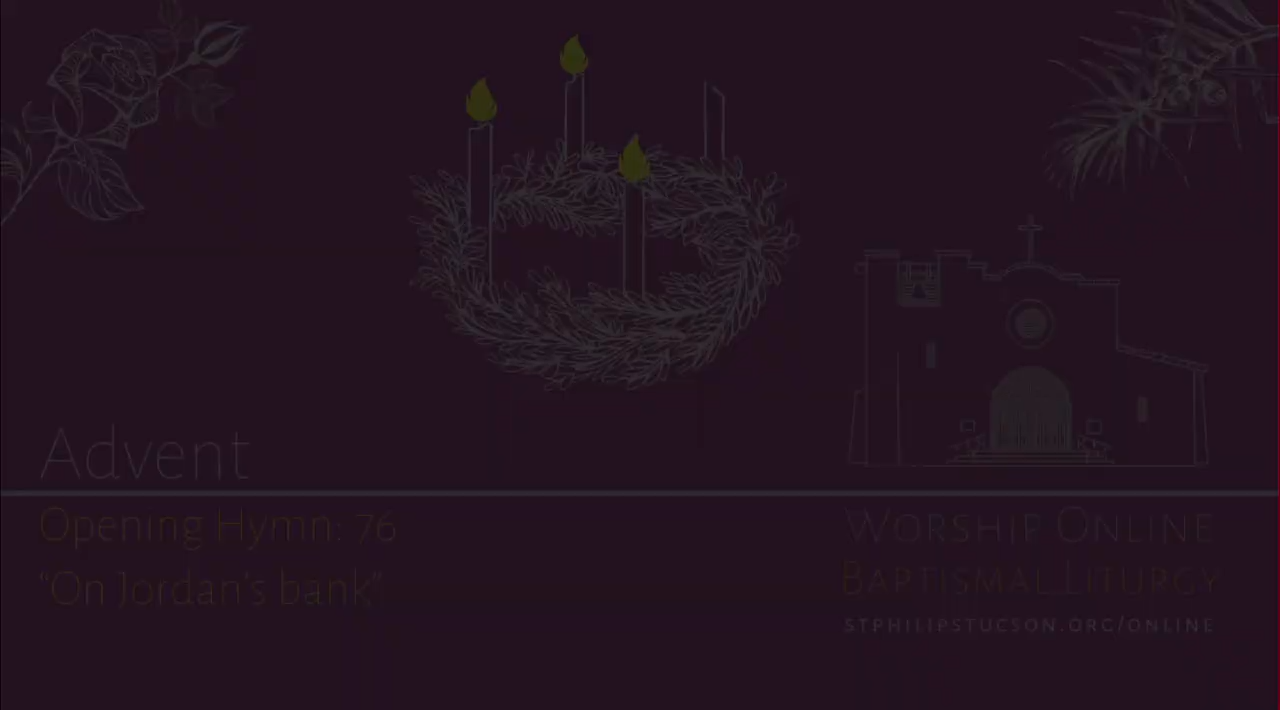 Advent
Opening Hymn: 76
"On Jordan's bank"
WORSHIP ONLINE
BAPTISMAL LITURGY
STPHILIPSTUCSON.ORG/ONLINE